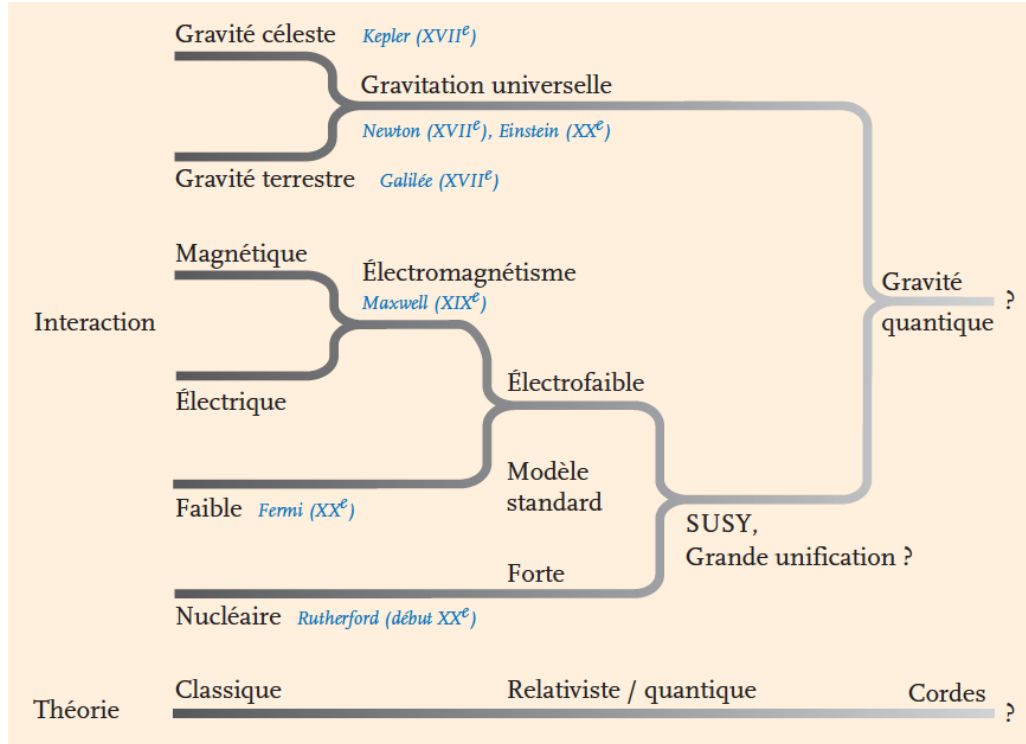 Gravité céleste Kepler (XVIIe)
Gravitation universelle
Newton (XVIIe), Einstein (XXe)
Gravité terrestre Galilée (XVIIe)
Magnétique
Électromagnétisme
Maxwell (XIXe)
Gravité
quantique
?
Interaction
Électrique
Électrofaible
Modèle
standard
Faible Fermi (XXe)
SUSY,
Grande unification ?
Forte
Nucléaire Rutherford (début XXe)
Classique
Relativiste / quantique
Cordes
Théorie
?